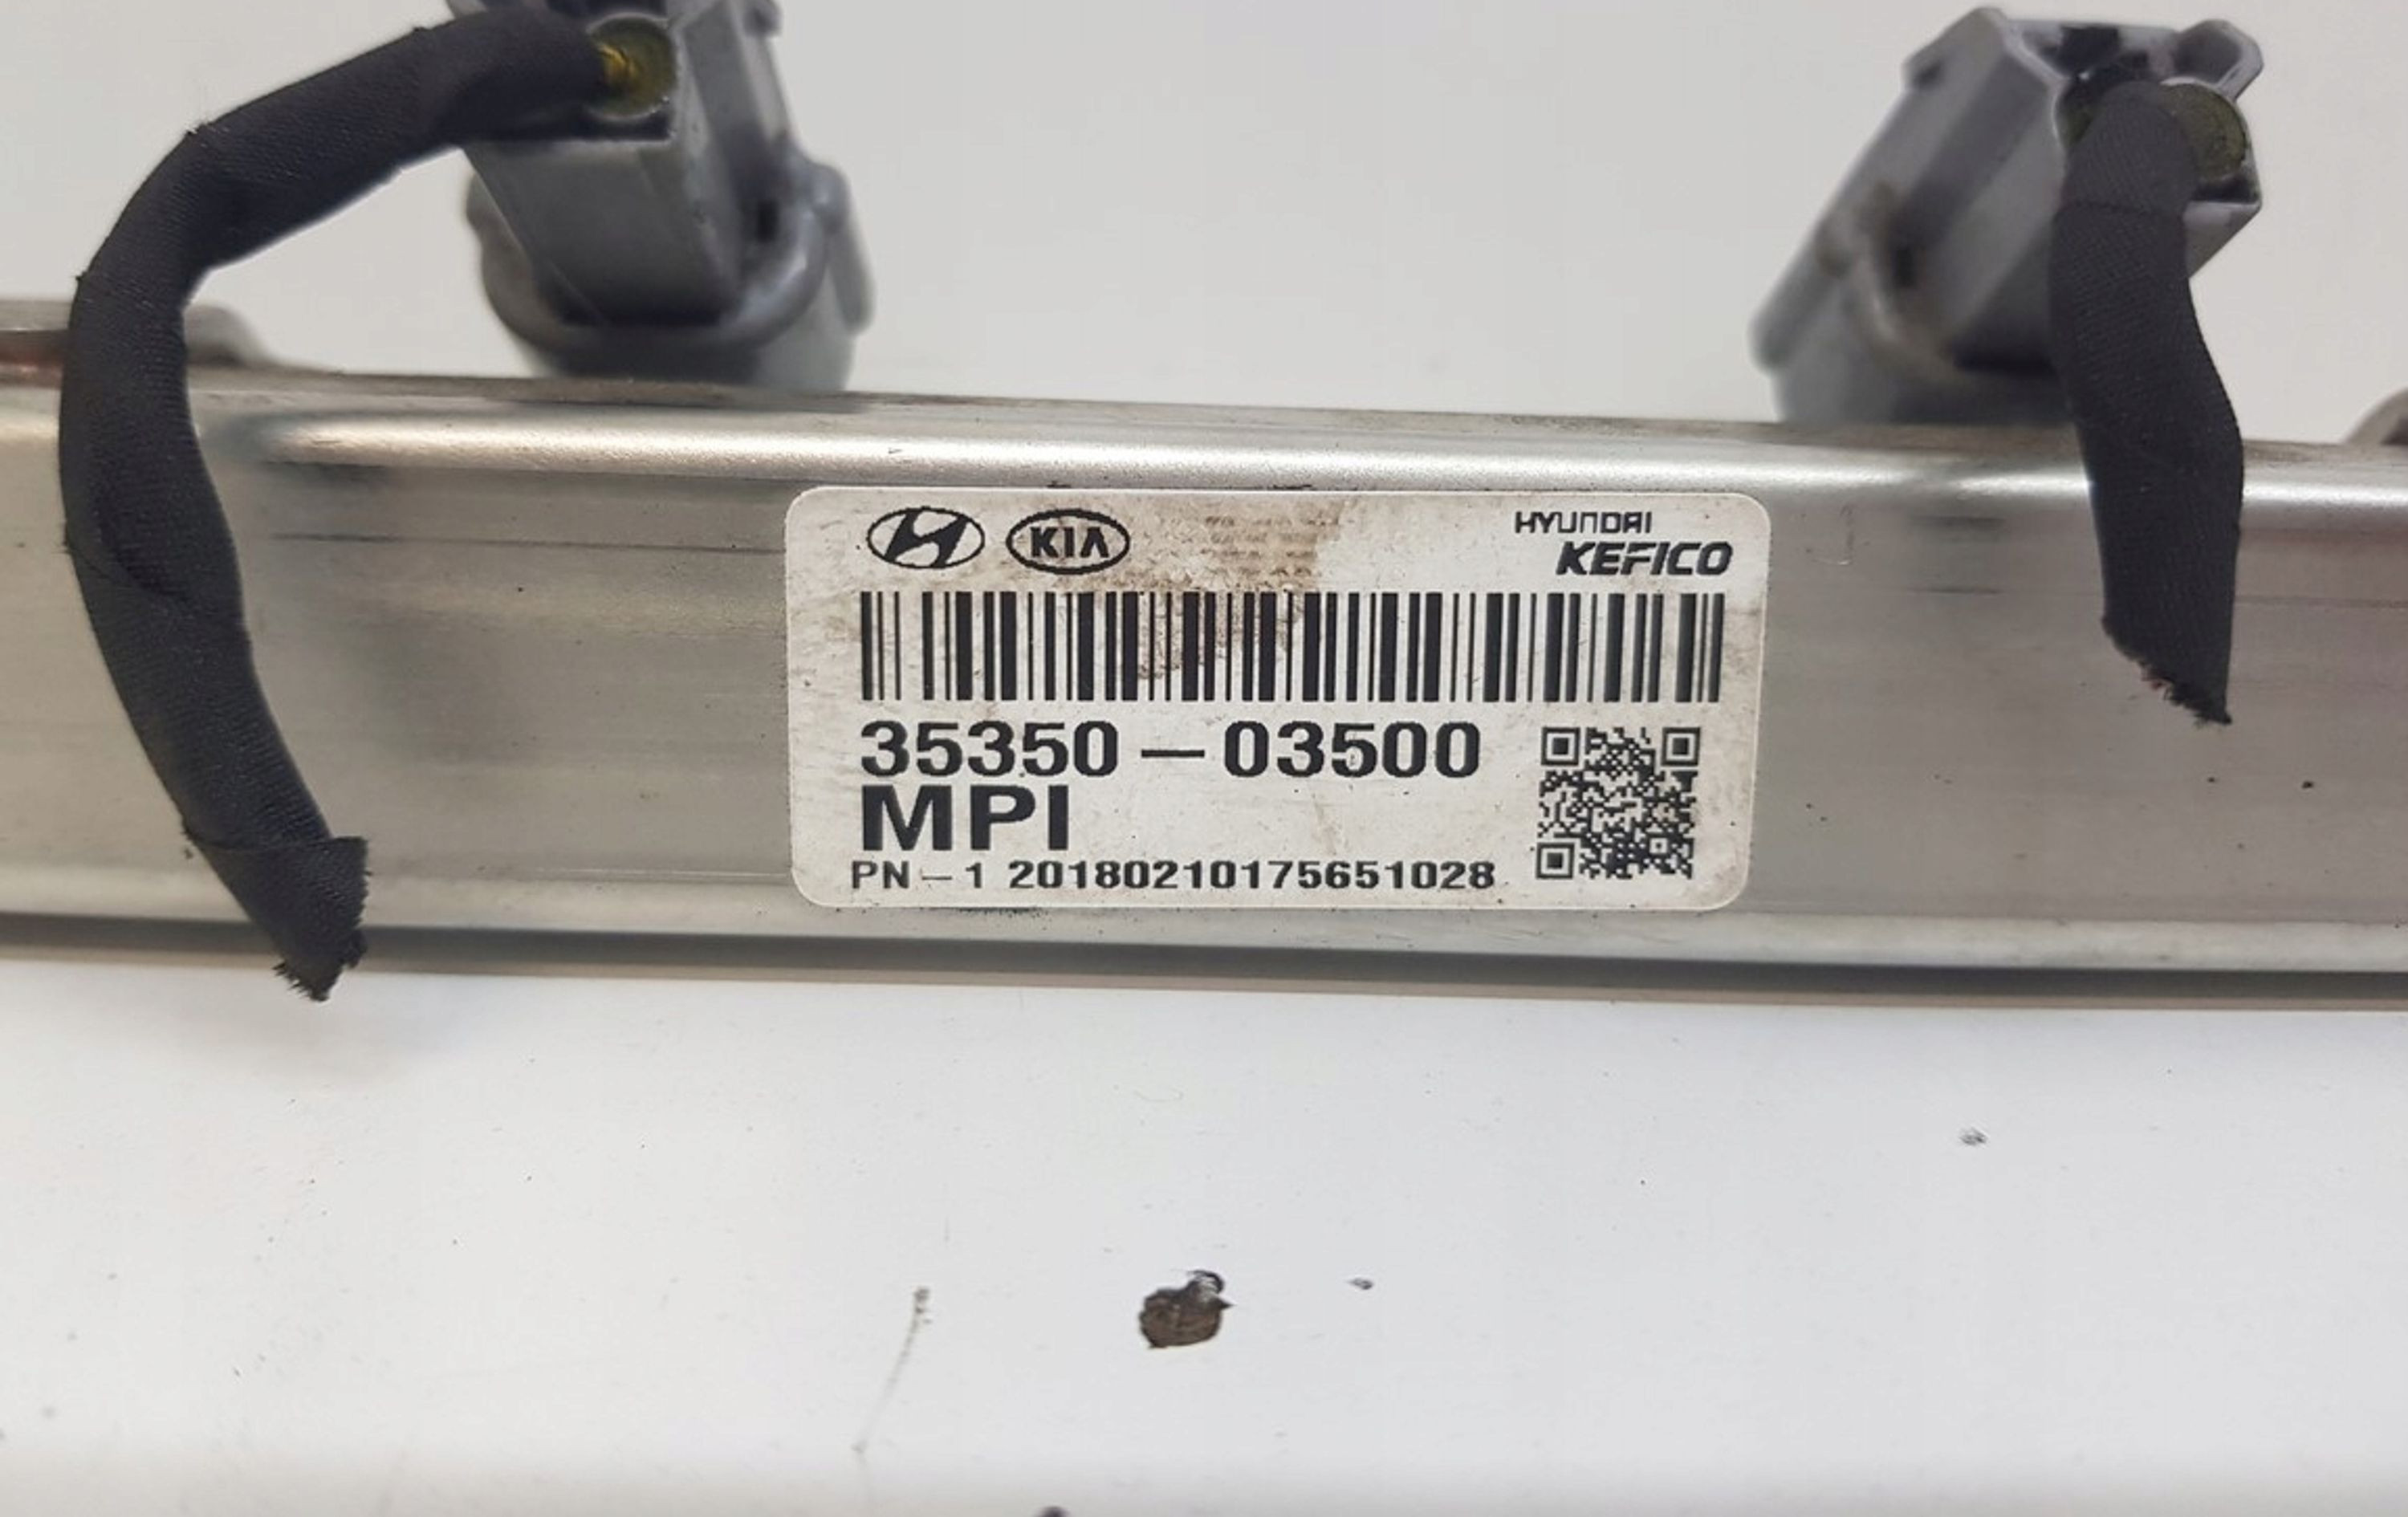 KIA
HYUNDAI
KEFICO
35350-03500
MPI
PN-1 20180210175651028